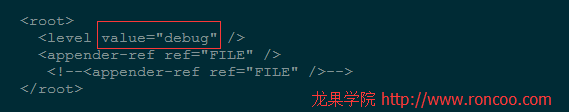 <root>
<level value="debug" />
<appender-ref ref="FILE" />
<!--<appender-ref ref="FILE" />-->
</root>
龙果学院 http://www.roncoo.com